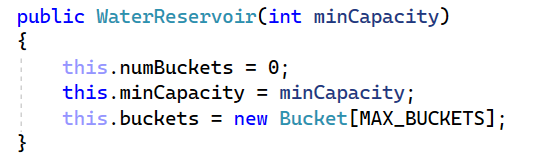 public WaterReservoir(int minCapacity)
{
    this.numBuckets = 0;
    this.minCapacity = minCapacity;
    this.buckets = new Bucket[MAX_BUCKETS];
}